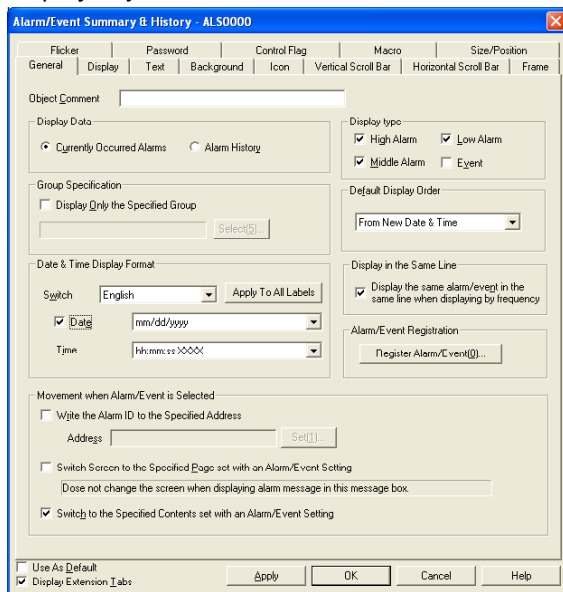 Alarm/Event Summary & History - ALS0000
Flicker Password Control Flag Macro Size/Position
General Display Text Background Icon Vertical Scroll Bar Horizontal Scroll Bar Frame
Object Comment
Display Data
Currently Occurred Alarms Alarm History
Display type
High Alarm Low Alarm
Middle Alarm Event
Group Specification
Display Only the Specified Group
Select(5)...
Default Display Order
From New Date & Time
Date & Time Display Format
Switch English Apply To All Labels
Date mm/dd/yyyy
Time hh:mm:ss XXXX
Display in the Same Line
Display the same alarm/event in the
same line when displaying by frequency
Alarm/Event Registration
Register Alarm/Event(0)...
Movement when Alarm/Event is Selected
Write the Alarm ID to the Specified Address
Address Set(1)...
Switch Screen to the Specified Page set with an Alarm/Event Setting
Dose not change the screen when displaying alarm message in this message box.
Switch to the Specified Contents set with an Alarm/Event Setting
Use As Default
Display Extension Tabs
Apply OK Cancel Help